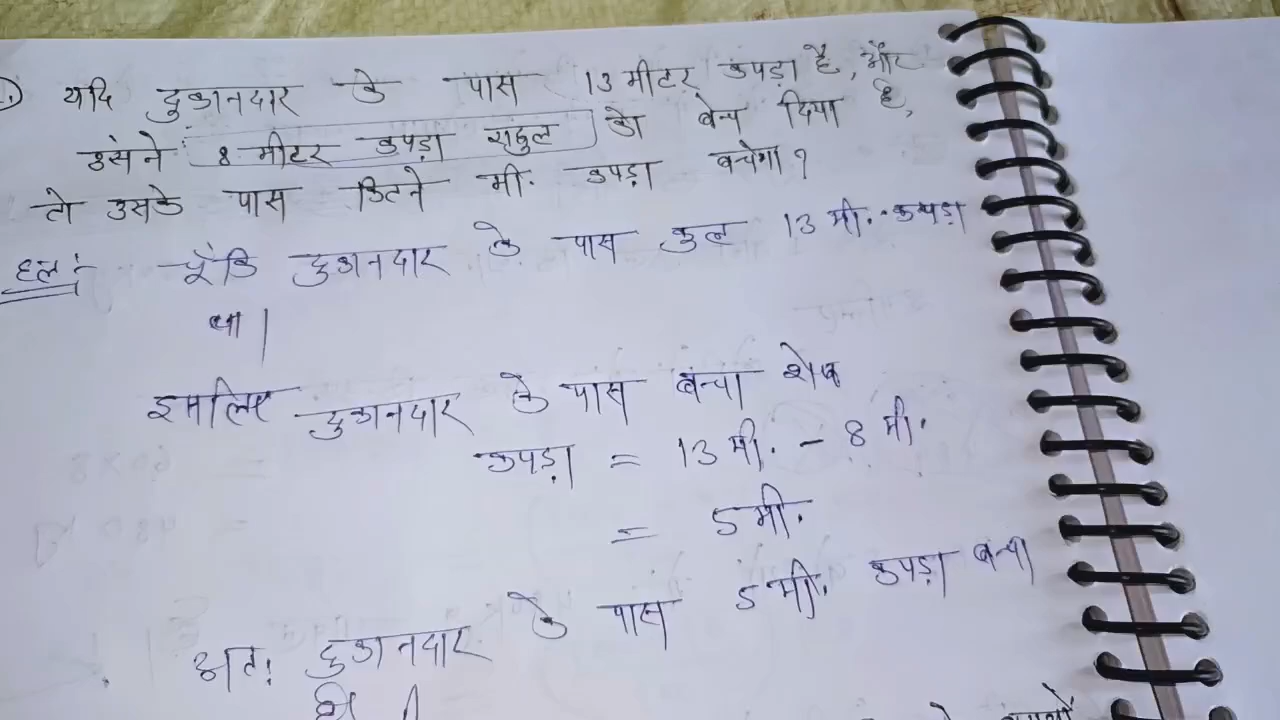 यदि दुकानदार के पास 13 मीटर कपड़ा है, और
उसने 8 मीटर कपड़ा राहुल को बेच दिया है,
तो उसके पास कितने मी. कपड़ा बचेगा?
हल:- चूँकि दुकानदार के पास कुल 13 मी. कपड़ा
था।
इसलिए दुकानदार के पास बचा शेष
कपड़ा = 13 मी. - 8 मी.
= 5 मी.
अतः दुकानदार के पास 5 मी. कपड़ा बचा